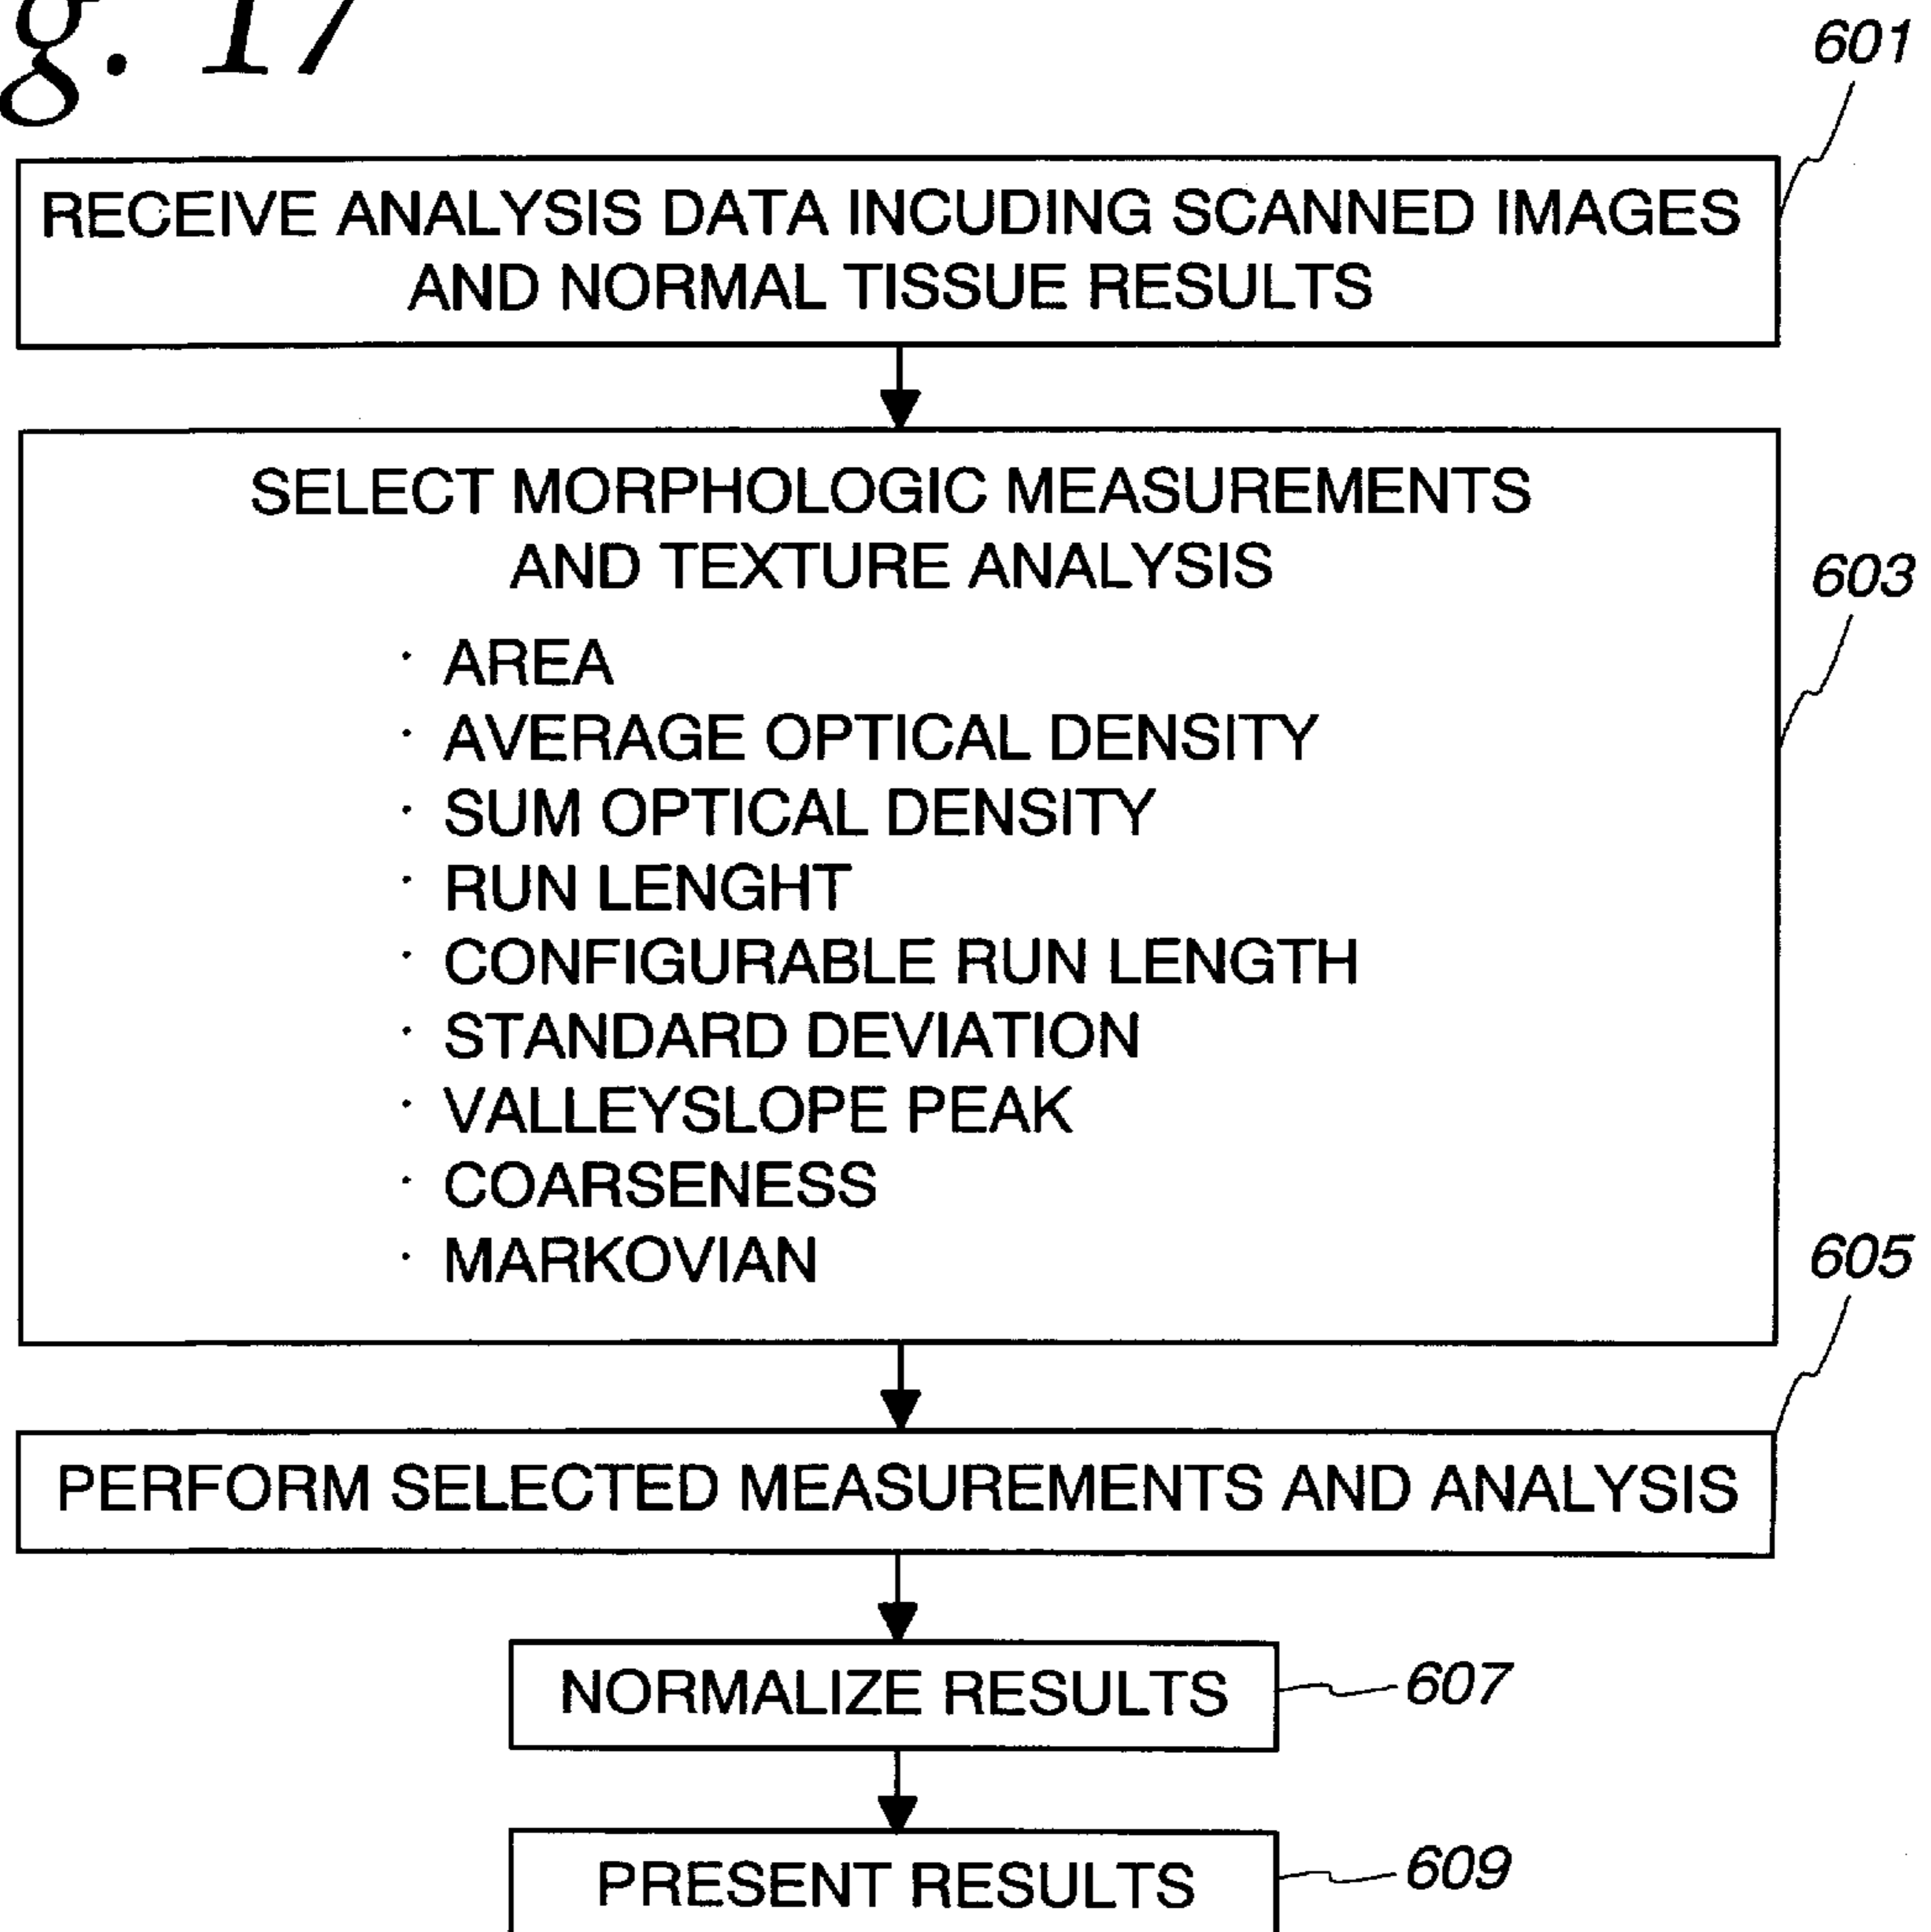 g. 17
601
RECEIVE ANALYSIS DATA INCUDING SCANNED IMAGES
AND NORMAL TISSUE RESULTS
SELECT MORPHOLOGIC MEASUREMENTS
AND TEXTURE ANALYSIS
603
· AREA
· AVERAGE OPTICAL DENSITY
· SUM OPTICAL DENSITY
· RUN LENGHT
· CONFIGURABLE RUN LENGTH
· STANDARD DEVIATION
· VALLEYSLOPE PEAK
· COARSENESS
· MARKOVIAN
605
PERFORM SELECTED MEASUREMENTS AND ANALYSIS
NORMALIZE RESULTS
607
PRESENT RESULTS
609